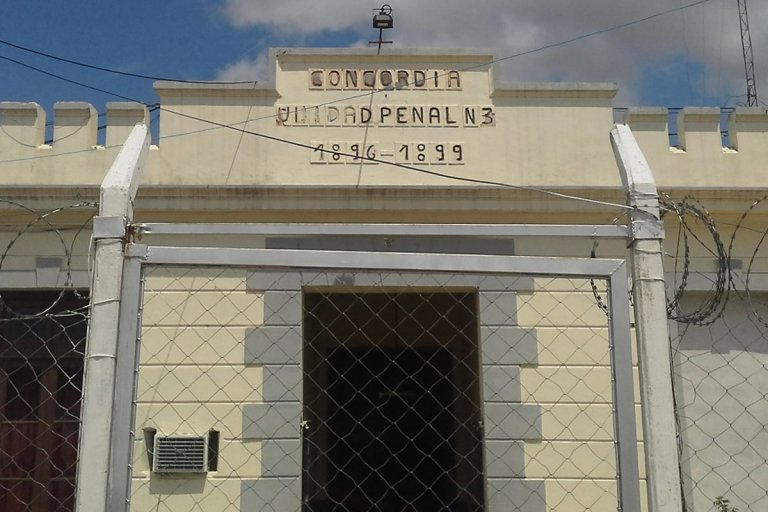 CONCORDIA
UNIDAD PENAL N3
1896-1899